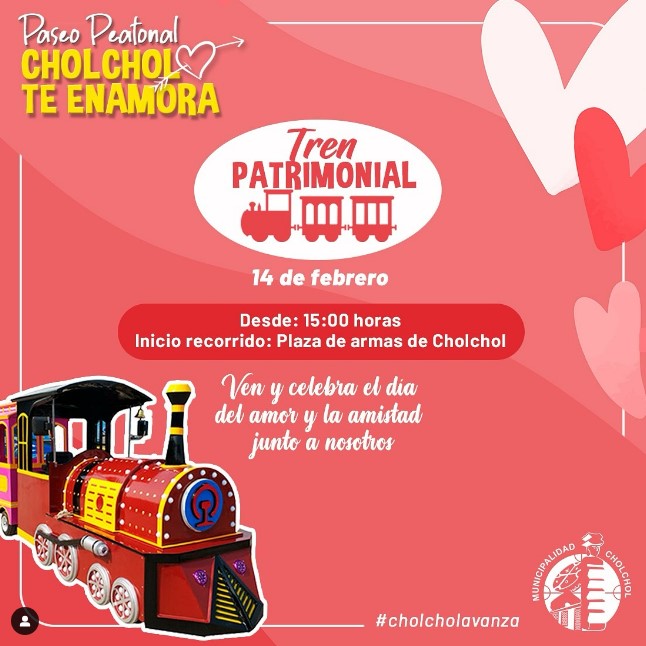 Paseo Peatonal
CHOLCHOL
TE ENAMORA
Tren
PATRIMONIAL
14 de febrero
Desde: 15:00 horas
Inicio recorrido: Plaza de armas de Cholchol
Ven y celebra el día
del amor y la amistad
junto a nosotros
MUNICIPALIDAD CHOLCHOL
#cholcholavanza